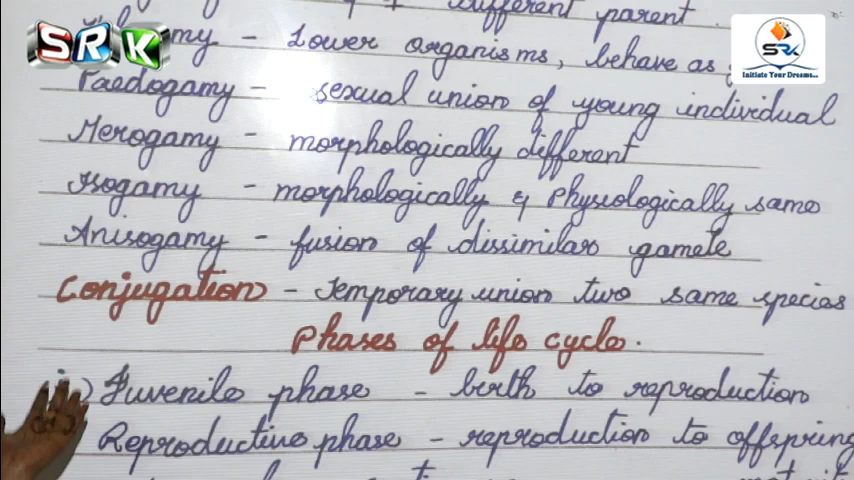 different parent.
SRK
SRK
Initiate Your Dreams...
- Lower organisms, behave as
Paedogamy - sexual union of young individual
Merogamy - morphologically different
Isogamy - morphologically & Physiologically same
Anisogamy - fusion of dissimilar gamete
Conjugation - Temporary union two same species
Phases of life cycle.
i) Juvenile phase - birth to reproduction
Reproductive phase - reproduction to offspring